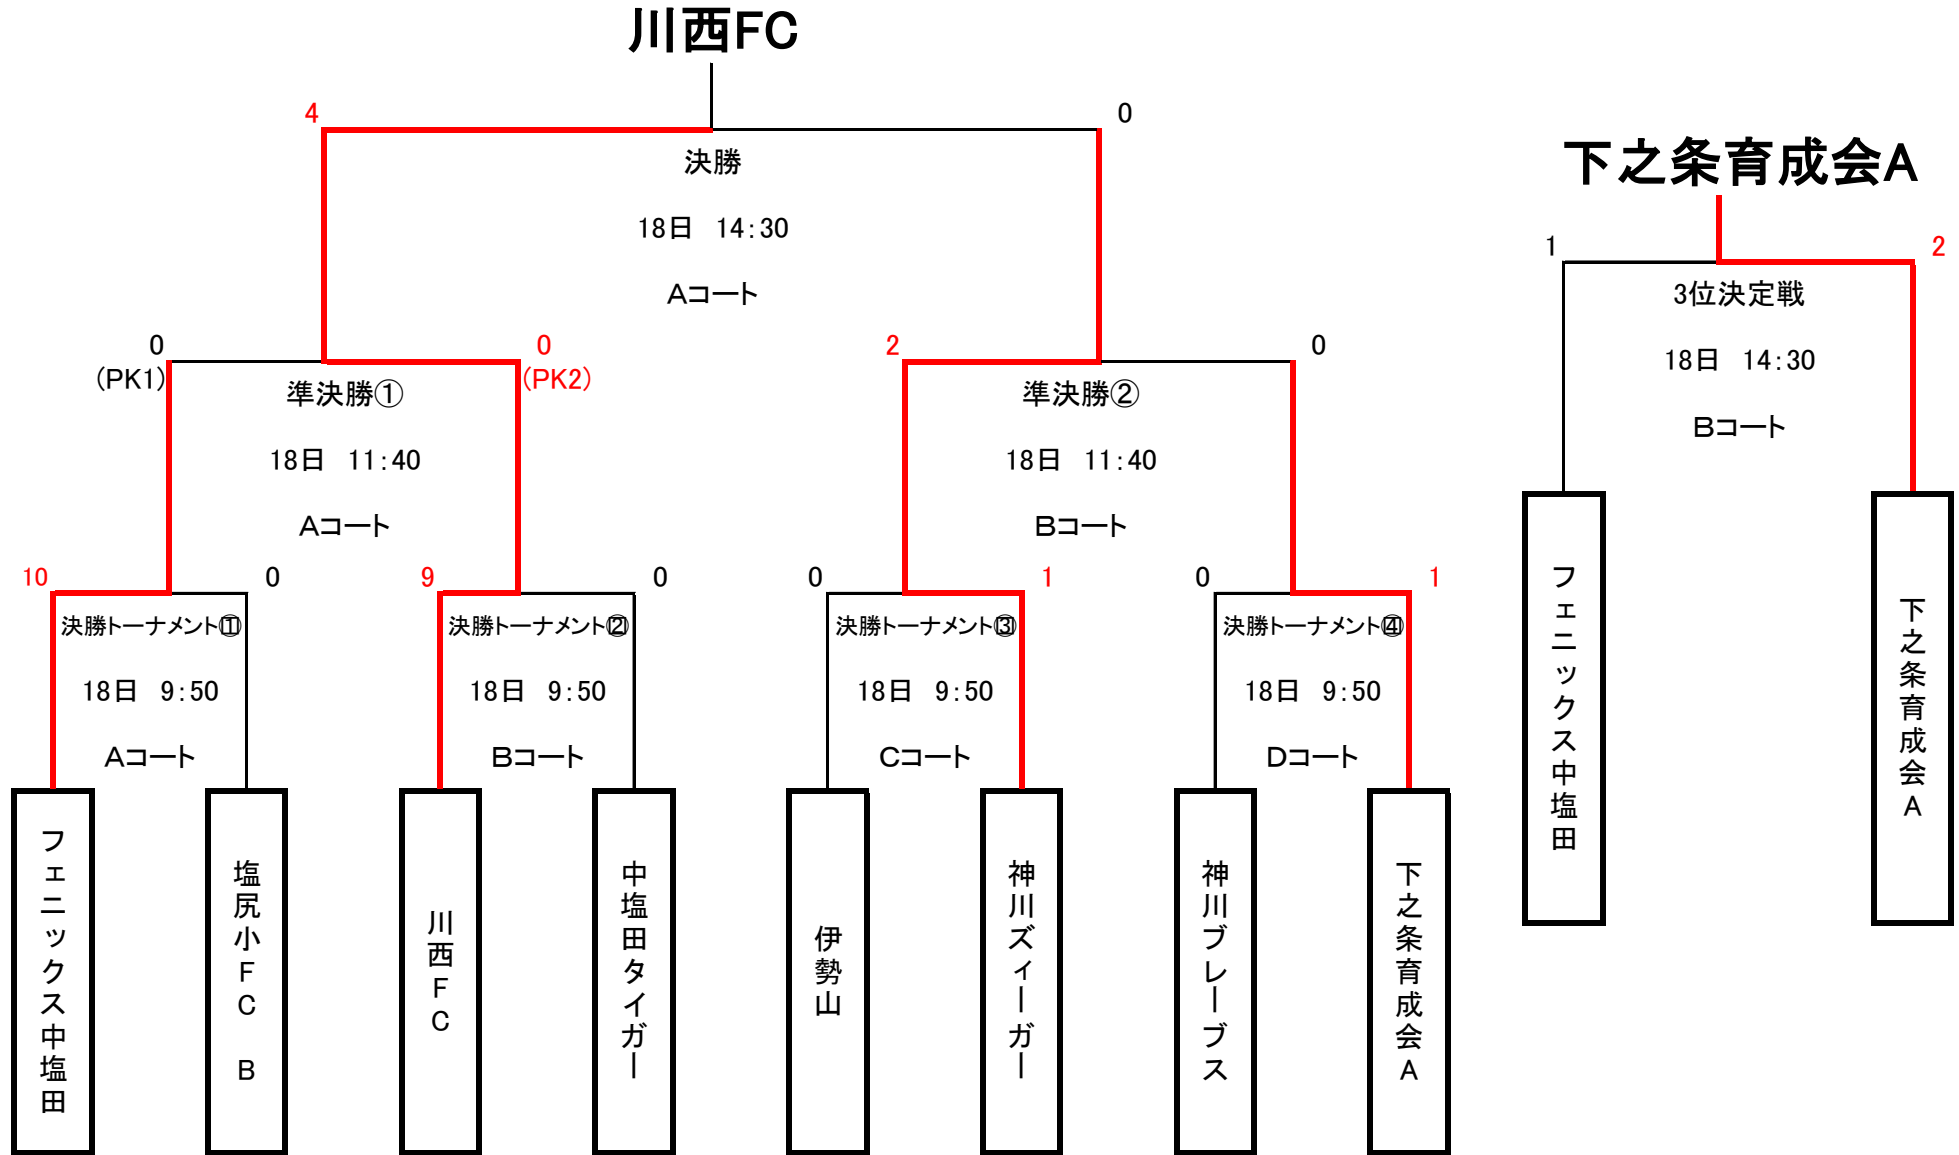 川西FC
4
0
決勝
18日 14:30
Aコート
下之条育成会A
1
2
3位決定戦
18日 14:30
Bコート
0
(PK1)
0
(PK2)
準決勝①
18日 11:40
Aコート
2
0
準決勝②
18日 11:40
Bコート
10
0
決勝トーナメント①
18日 9:50
Aコート
9
0
決勝トーナメント②
18日 9:50
Bコート
0
1
決勝トーナメント③
18日 9:50
Cコート
0
1
決勝トーナメント④
18日 9:50
Dコート
フェニックス中塩田
塩尻小FC B
川西FC
中塩田タイガー
伊勢山
神川ズィーガー
神川ブレーブス
下之条育成会A
フェニックス中塩田
下之条育成会A